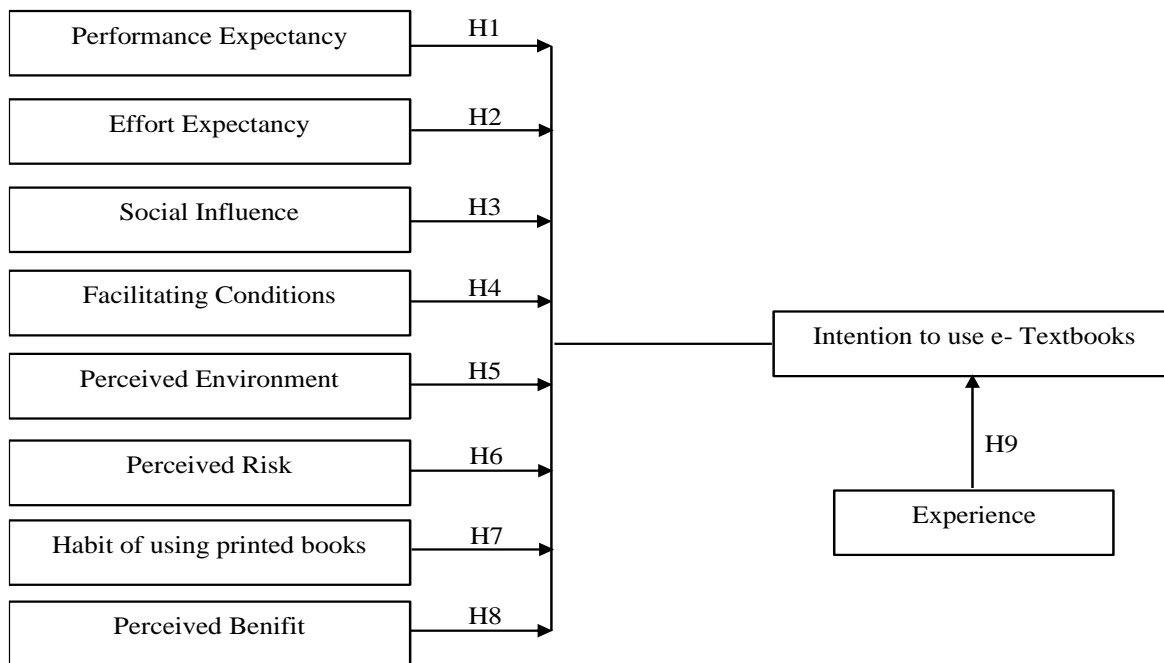 Performance Expectancy
H1
Effort Expectancy
H2
Social Influence
H3
Facilitating Conditions
H4
Intention to use e- Textbooks
Perceived Environment
H5
H9
Perceived Risk
H6
Experience
Habit of using printed books
H7
Perceived Benifit
H8